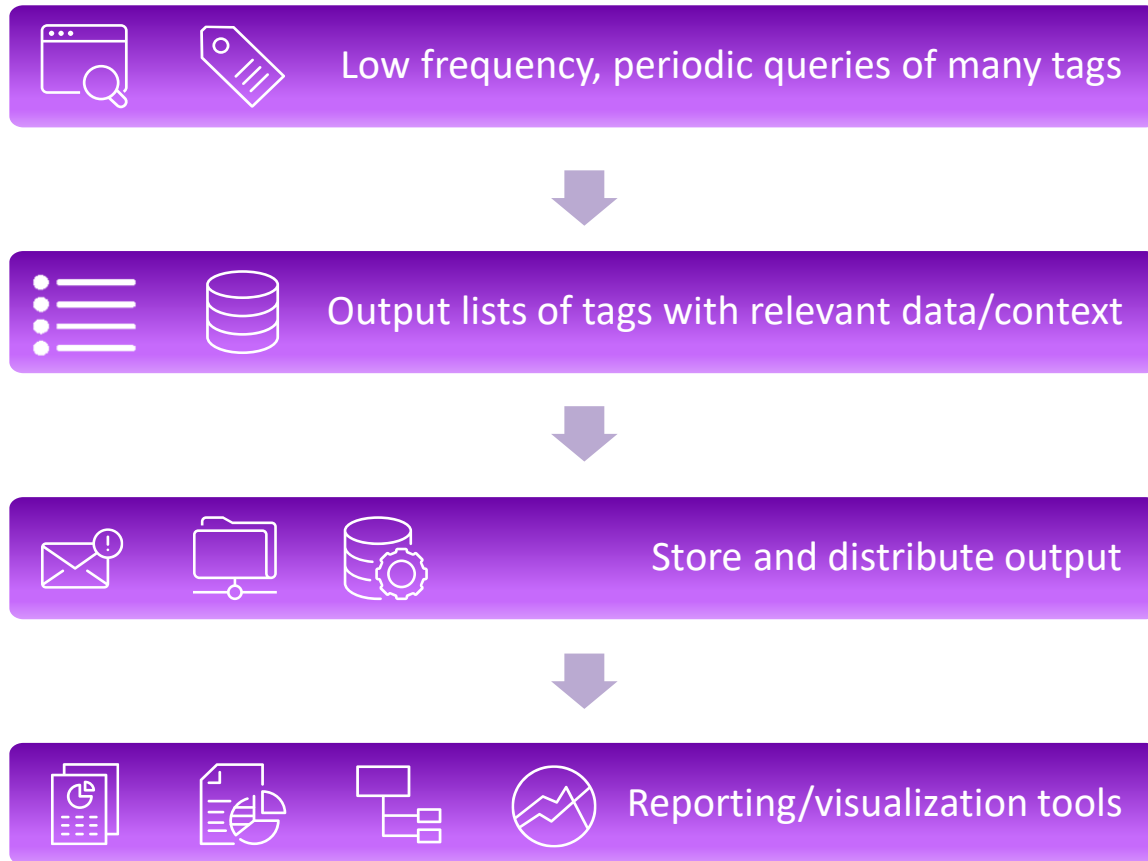 Low frequency, periodic queries of many tags
Output lists of tags with relevant data/context
Store and distribute output
Reporting/visualization tools